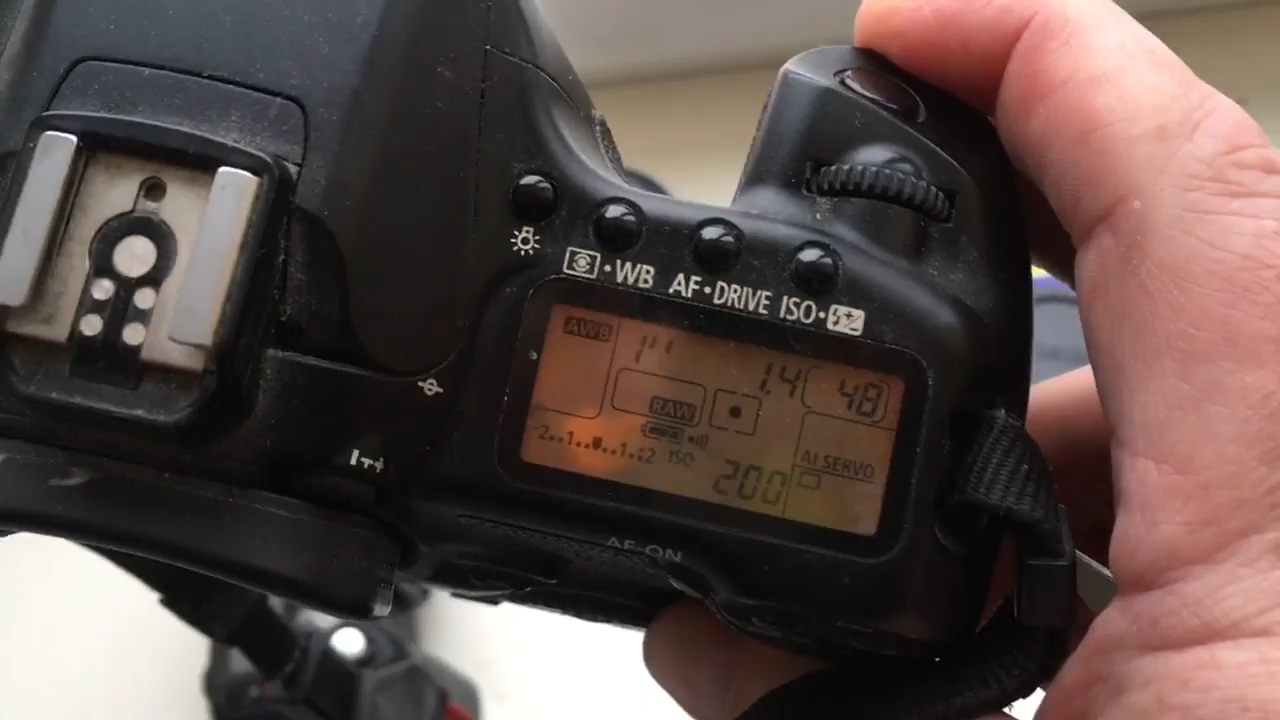 WB AF•DRIVE ISO•
AWB 1" 1.4 [48]
RAW
-2..1..▼..1..:2 ISO 200 AI SERVO
AF-ON